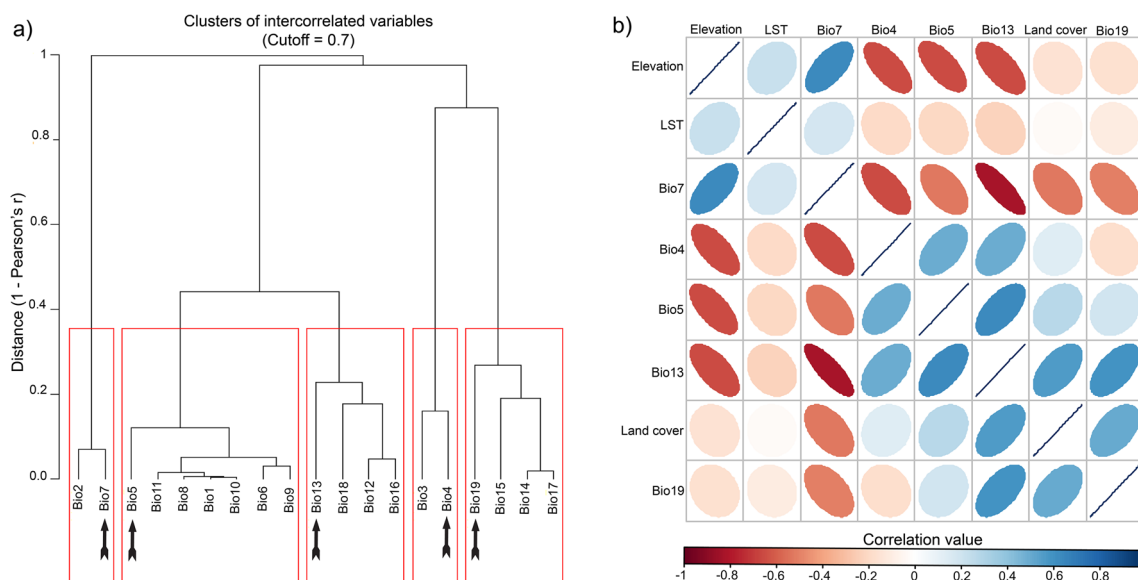 a)
Clusters of intercorrelated variables
(Cutoff = 0.7)
Distance (1 - Pearson's r)
1
0.8
0.6
0.4
0.2
0.0
Bio2
Bio7
Bio5
Bio11
Bio8
Bio1
Bio10
Bio6
Bio9
Bio13
Bio18
Bio12
Bio16
Bio3
Bio4
Bio19
Bio15
Bio14
Bio17
b)
Elevation LST Bio7 Bio4 Bio5 Bio13 Land cover Bio19
Elevation
LST
Bio7
Bio4
Bio5
Bio13
Land cover
Bio19
Correlation value
-1 -0.8 -0.6 -0.4 -0.2 0 0.2 0.4 0.6 0.8 1